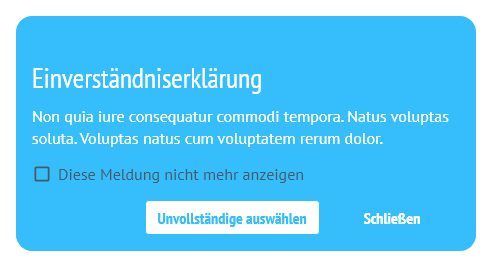 Einverständniserklärung
Non quia iure consequatur commodi tempora. Natus voluptas
soluta. Voluptas natus cum voluptatem rerum dolor.
Diese Meldung nicht mehr anzeigen
Unvollständige auswählen Schließen